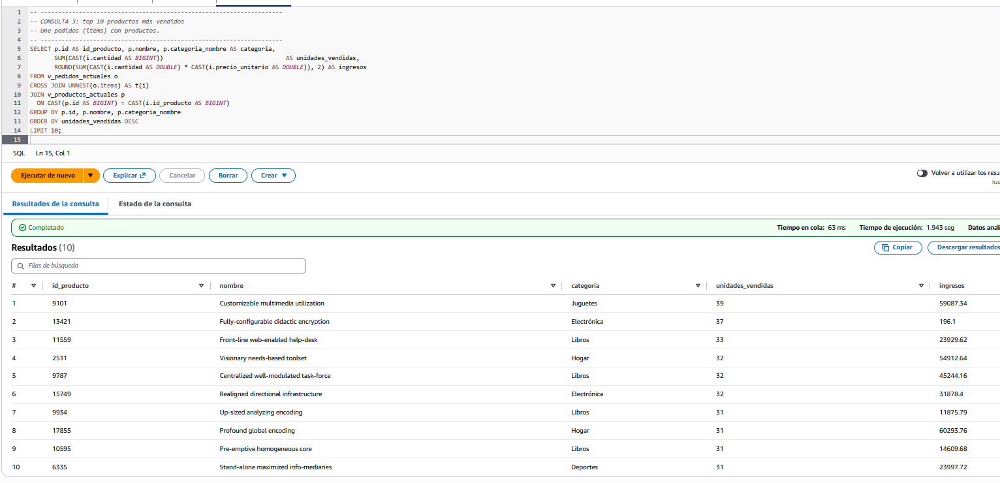 1 -- ------------------------------------------------------------------
2 -- CONSULTA 3: top 10 productos más vendidos
3 -- Une pedidos (items) con productos.
4 -- ------------------------------------------------------------------
5 SELECT p.id AS id_producto, p.nombre, p.categoria_nombre AS categoria,
6 SUM(CAST(i.cantidad AS BIGINT)) AS unidades_vendidas,
7 ROUND(SUM(CAST(i.cantidad AS DOUBLE) * CAST(i.precio_unitario AS DOUBLE)), 2) AS ingresos
8 FROM v_pedidos_actuales o
9 CROSS JOIN UNNEST(o.items) AS t(i)
10 JOIN v_productos_actuales p
11 ON CAST(p.id AS BIGINT) = CAST(i.id_producto AS BIGINT)
12 GROUP BY p.id, p.nombre, p.categoria_nombre
13 ORDER BY unidades_vendidas DESC
14 LIMIT 10;
15
SQL Ln 15, Col 1
Ejecutar de nuevo Explicar Cancelar Borrar Crear Volver a utilizar los resu
has
Resultados de la consulta Estado de la consulta
Completado Tiempo en cola: 63 ms Tiempo de ejecución: 1.943 seg Datos anali
Resultados (10) Copiar Descargar resultados
Filas de búsqueda
# id_producto nombre categoria unidades_vendidas ingresos
1 9101 Customizable multimedia utilization Juguetes 39 59087.34
2 13421 Fully-configurable didactic encryption Electrónica 37 196.1
3 11559 Front-line web-enabled help-desk Libros 33 23929.62
4 2511 Visionary needs-based toolset Hogar 32 54912.64
5 9787 Centralized well-modulated task-force Libros 32 45244.16
6 15749 Realigned directional infrastructure Electrónica 32 31878.4
7 9934 Up-sized analyzing encoding Libros 31 11875.79
8 17855 Profound global encoding Hogar 31 60293.76
9 10595 Pre-emptive homogeneous core Libros 31 14609.68
10 6335 Stand-alone maximized info-mediaries Deportes 31 23997.72